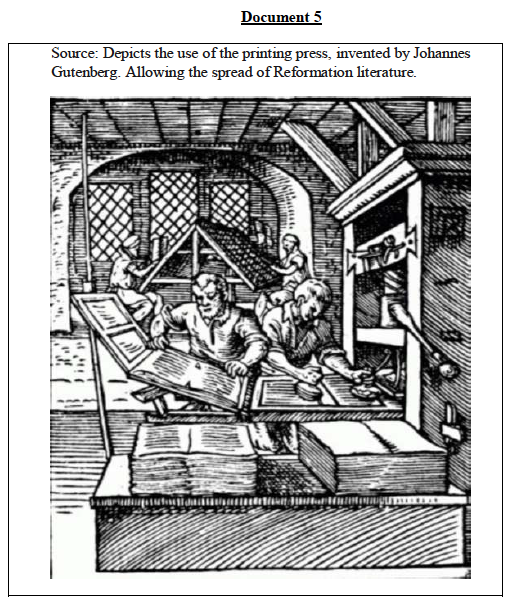 Document 5
Source: Depicts the use of the printing press, invented by Johannes
Gutenberg. Allowing the spread of Reformation literature.